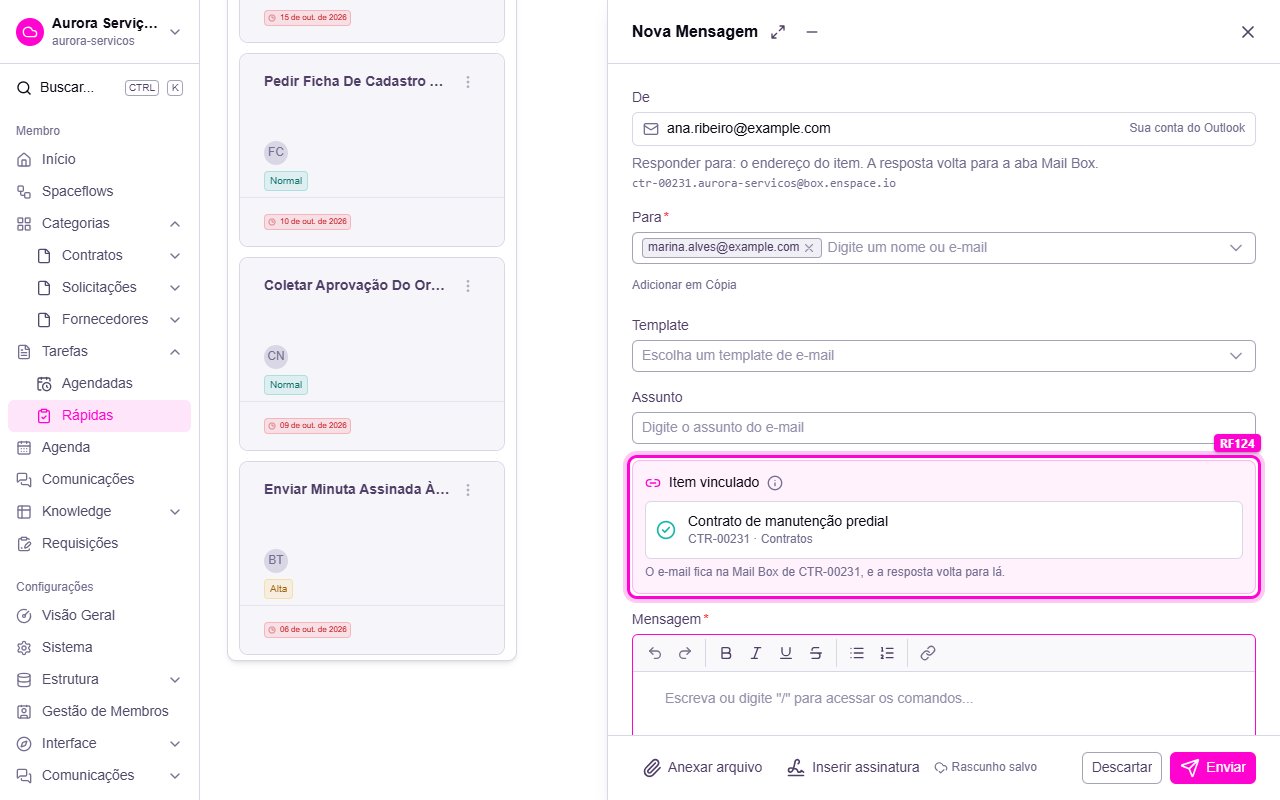 Aurora Serviç...
aurora-servicos
Buscar... CTRL K
Membro
Início
Spaceflows
Categorias
Contratos
Solicitações
Fornecedores
Tarefas
Agendadas
Rápidas
Agenda
Comunicações
Knowledge
Requisições
Configurações
Visão Geral
Sistema
Estrutura
Gestão de Membros
Interface
Comunicações
15 de out. de 2026
Pedir Ficha De Cadastro ...
FC
Normal
10 de out. de 2026
Coletar Aprovação Do Or...
CN
Normal
09 de out. de 2026
Enviar Minuta Assinada À...
BT
Alta
06 de out. de 2026
Nova Mensagem
De
ana.ribeiro@example.com Sua conta do Outlook
Responder para: o endereço do item. A resposta volta para a aba Mail Box.
ctr-00231.aurora-servicos@box.enspace.io
Para*
marina.alves@example.com Digite um nome ou e-mail
Adicionar em Cópia
Template
Escolha um template de e-mail
Assunto
Digite o assunto do e-mail
RF124
Item vinculado
Contrato de manutenção predial
CTR-00231 · Contratos
O e-mail fica na Mail Box de CTR-00231, e a resposta volta para lá.
Mensagem*
B I U S
Escreva ou digite "/" para acessar os comandos...
Anexar arquivo Inserir assinatura Rascunho salvo Descartar Enviar